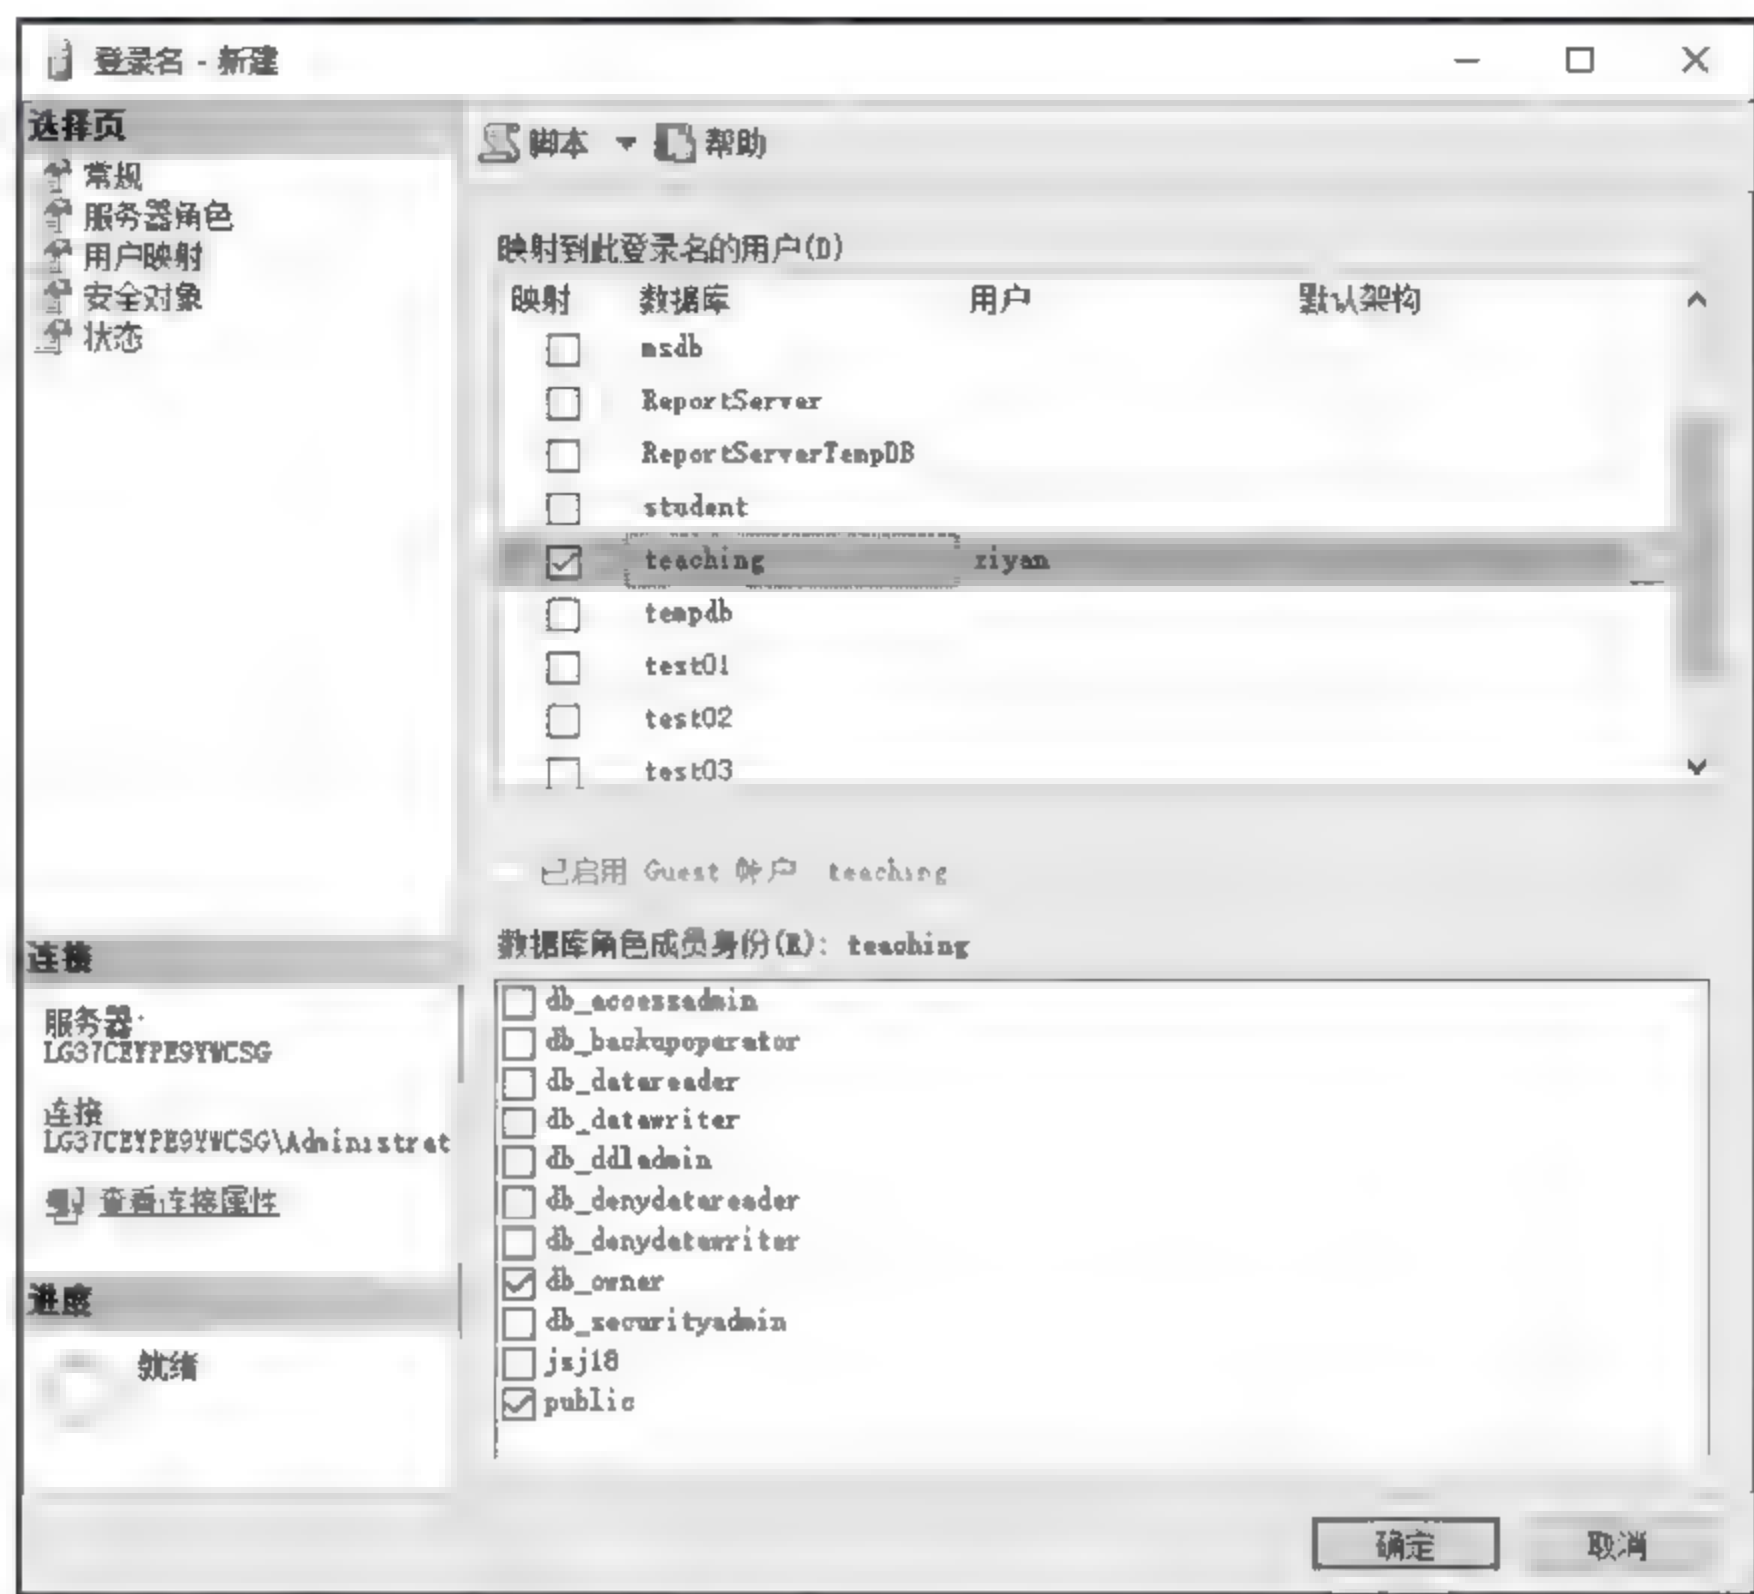 登录名 - 新建
选择页
常规
服务器角色
用户映射
安全对象
状态
脚本 帮助
映射到此登录名的用户(D)
映射 数据库 用户 默认架构
msdb
ReportServer
ReportServerTempDB
student
teaching riyan
tempdb
test01
test02
test03
已启用 Guest 帐户 teaching
数据库角色成员身份(R): teaching
db_accessadmin
db_backupoperator
db_datareader
db_datawriter
db_ddladmin
db_denydatareader
db_denydatawriter
db_owner
db_securityadmin
jsj18
public
连接
服务器:
LG37CEYPE9YWCSG
连接
LG37CEYPE9YWCSG\Administrat
查看连接属性
进度
就绪
确定 取消